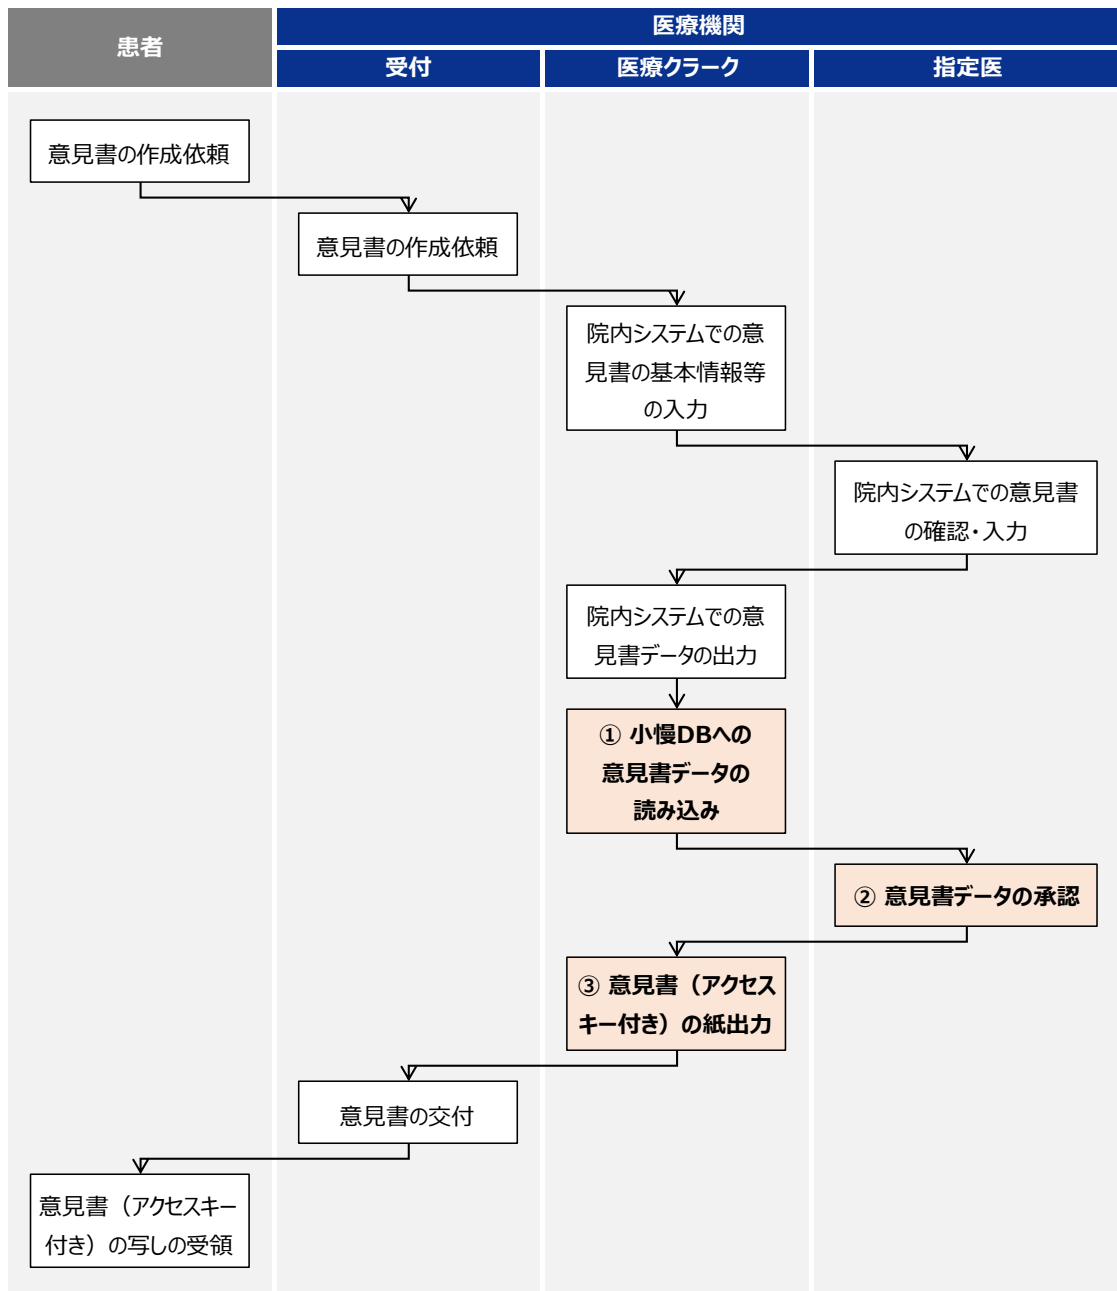 患者
医療機関
受付
医療クラーク
指定医
意見書の作成依頼
意見書の作成依頼
院内システムでの意
見書の基本情報等
の入力
院内システムでの意見書
の確認・入力
院内システムでの意
見書データの出力
① 小慢DBへの
意見書データの
読み込み
② 意見書データの承認
③ 意見書（アクセス
キー付き）の紙出力
意見書の交付
意見書（アクセスキー
付き）の写しの受領